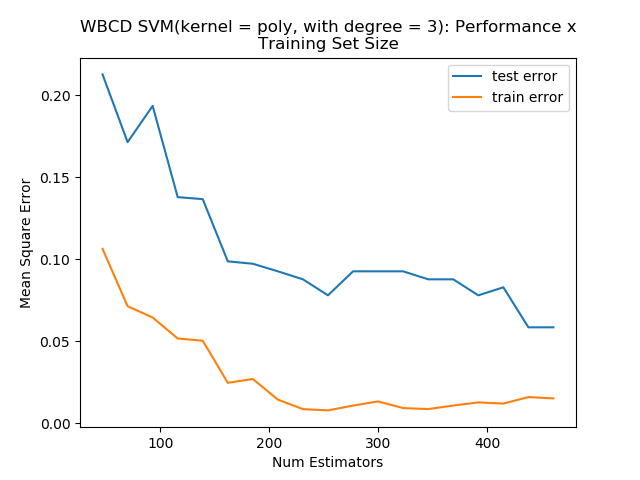 WBCD SVM(kernel = poly, with degree = 3): Performance x
Training Set Size
test error
train error
Mean Square Error
0.20
0.15
0.10
0.05
0.00
100
200
300
400
Num Estimators